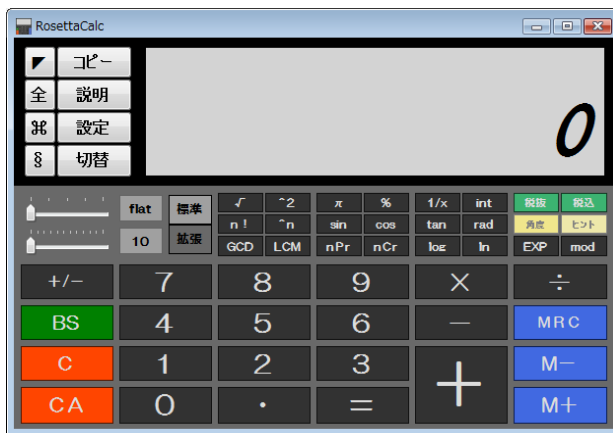 RosettaCalc
◤ コピー
全 説明
⌘ 設定
§ 切替
0
flat 標準
10 拡張
√ ^2 π % 1/x int 税抜 税込
n! ^n sin cos tan rad 角度 ヒント
GCD LCM nPr nCr log ln EXP mod
+/− 7 8 9 × ÷
BS 4 5 6 − MRC
C 1 2 3 + M−
CA 0 · = M+